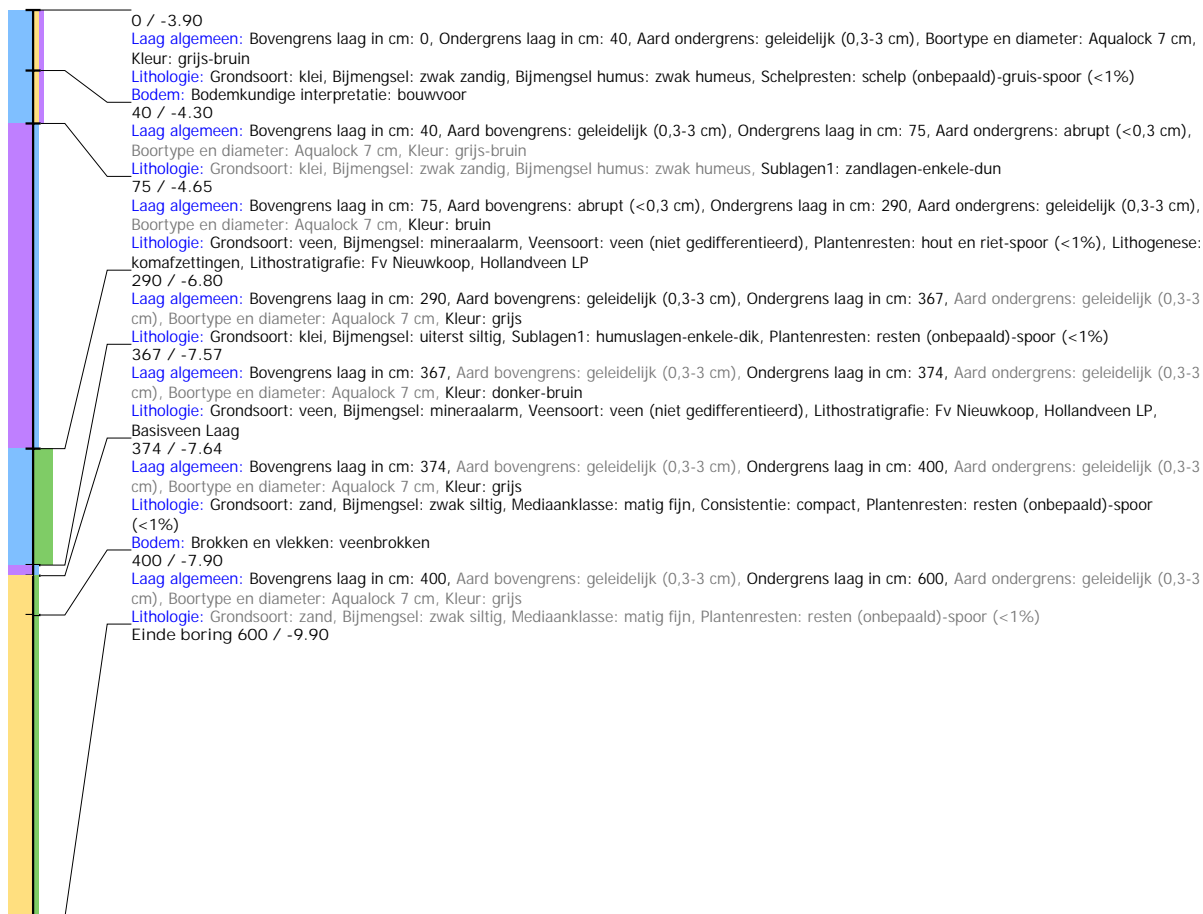 0 / -3.90
Laag algemeen: Bovengrens laag in cm: 0, Ondergrens laag in cm: 40, Aard ondergrens: geleidelijk (0,3-3 cm), Boortype en diameter: Aqualock 7 cm,
Kleur: grijs-bruin
Lithologie: Grondsoort: klei, Bijmengsel: zwak zandig, Bijmengsel humus: zwak humeus, Schelpresten: schelp (onbepaald)-gruis-spoor (<1%)
Bodem: Bodemkundige interpretatie: bouwvoor
40 / -4.30
Laag algemeen: Bovengrens laag in cm: 40, Aard bovengrens: geleidelijk (0,3-3 cm), Ondergrens laag in cm: 75, Aard ondergrens: abrupt (<0,3 cm),
Boortype en diameter: Aqualock 7 cm, Kleur: grijs-bruin
Lithologie: Grondsoort: klei, Bijmengsel: zwak zandig, Bijmengsel humus: zwak humeus, Sublagen1: zandlagen-enkele-dun
75 / -4.65
Laag algemeen: Bovengrens laag in cm: 75, Aard bovengrens: abrupt (<0,3 cm), Ondergrens laag in cm: 290, Aard ondergrens: geleidelijk (0,3-3 cm),
Boortype en diameter: Aqualock 7 cm, Kleur: bruin
Lithologie: Grondsoort: veen, Bijmengsel: mineraalarm, Veensoort: veen (niet gedifferentieerd), Plantenresten: hout en riet-spoor (<1%), Lithogenese:
komafzettingen, Lithostratigrafie: Fv Nieuwkoop, Hollandveen LP
290 / -6.80
Laag algemeen: Bovengrens laag in cm: 290, Aard bovengrens: geleidelijk (0,3-3 cm), Ondergrens laag in cm: 367, Aard ondergrens: geleidelijk (0,3-3
cm), Boortype en diameter: Aqualock 7 cm, Kleur: grijs
Lithologie: Grondsoort: klei, Bijmengsel: uiterst siltig, Sublagen1: humuslagen-enkele-dik, Plantenresten: resten (onbepaald)-spoor (<1%)
367 / -7.57
Laag algemeen: Bovengrens laag in cm: 367, Aard bovengrens: geleidelijk (0,3-3 cm), Ondergrens laag in cm: 374, Aard ondergrens: geleidelijk (0,3-3
cm), Boortype en diameter: Aqualock 7 cm, Kleur: donker-bruin
Lithologie: Grondsoort: veen, Bijmengsel: mineraalarm, Veensoort: veen (niet gedifferentieerd), Lithostratigrafie: Fv Nieuwkoop, Hollandveen LP,
Basisveen Laag
374 / -7.64
Laag algemeen: Bovengrens laag in cm: 374, Aard bovengrens: geleidelijk (0,3-3 cm), Ondergrens laag in cm: 400, Aard ondergrens: geleidelijk (0,3-3
cm), Boortype en diameter: Aqualock 7 cm, Kleur: grijs
Lithologie: Grondsoort: zand, Bijmengsel: zwak siltig, Mediaanklasse: matig fijn, Consistentie: compact, Plantenresten: resten (onbepaald)-spoor
(<1%)
Bodem: Brokken en vlekken: veenbrokken
400 / -7.90
Laag algemeen: Bovengrens laag in cm: 400, Aard bovengrens: geleidelijk (0,3-3 cm), Ondergrens laag in cm: 600, Aard ondergrens: geleidelijk (0,3-3
cm), Boortype en diameter: Aqualock 7 cm, Kleur: grijs
Lithologie: Grondsoort: zand, Bijmengsel: zwak siltig, Mediaanklasse: matig fijn, Plantenresten: resten (onbepaald)-spoor (<1%)
Einde boring 600 / -9.90